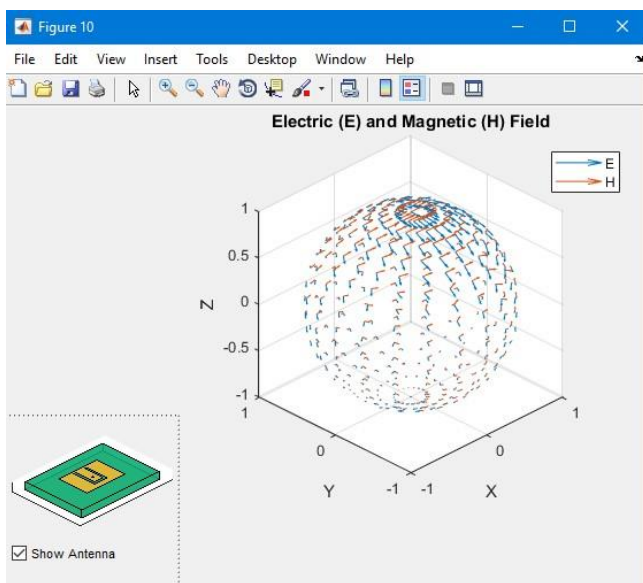 Figure 10
File Edit View Insert Tools Desktop Window Help
Electric (E) and Magnetic (H) Field
E
H
1
0.5
0
-0.5
-1
Z
1
0
-1
Y
-1
0
1
X
Show Antenna